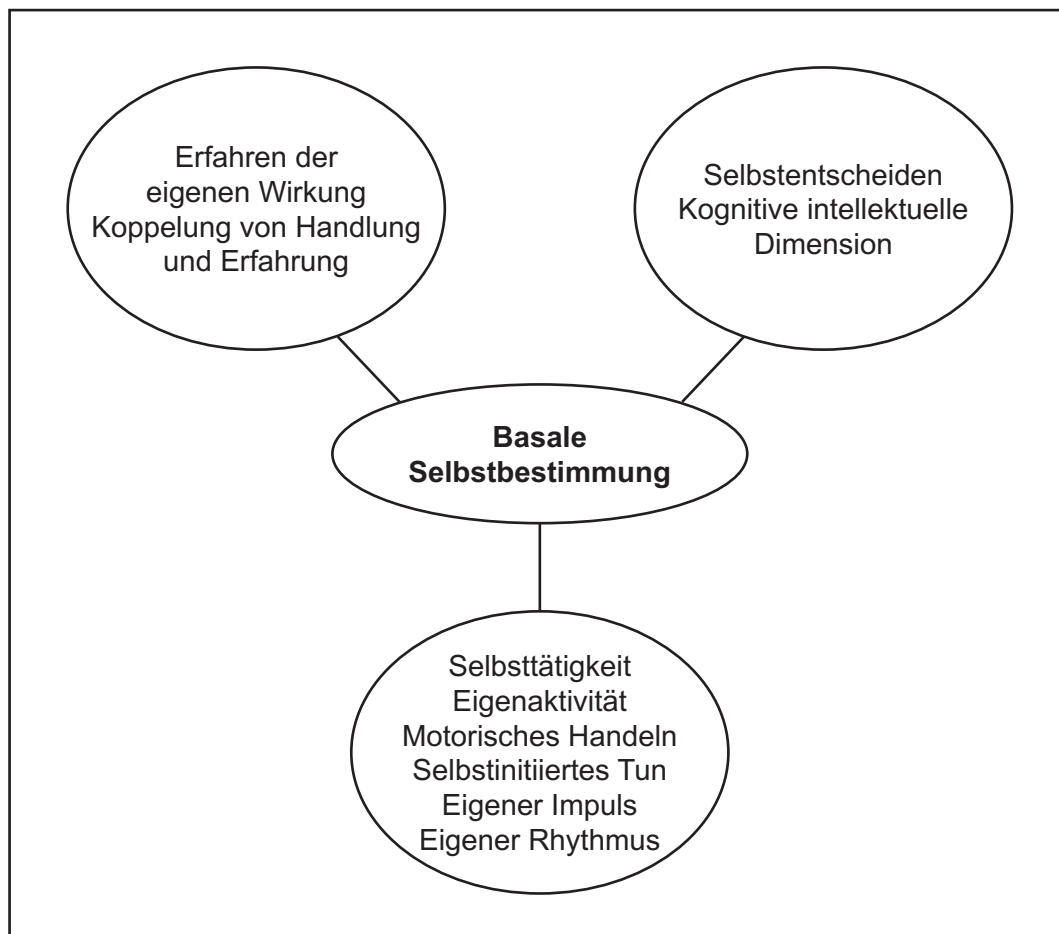 Erfahren der
eigenen Wirkung
Koppelung von Handlung
und Erfahrung
Selbstentscheiden
Kognitive intellektuelle
Dimension
Basale
Selbstbestimmung
Selbsttätigkeit
Eigenaktivität
Motorisches Handeln
Selbstinitiiertes Tun
Eigener Impuls
Eigener Rhythmus